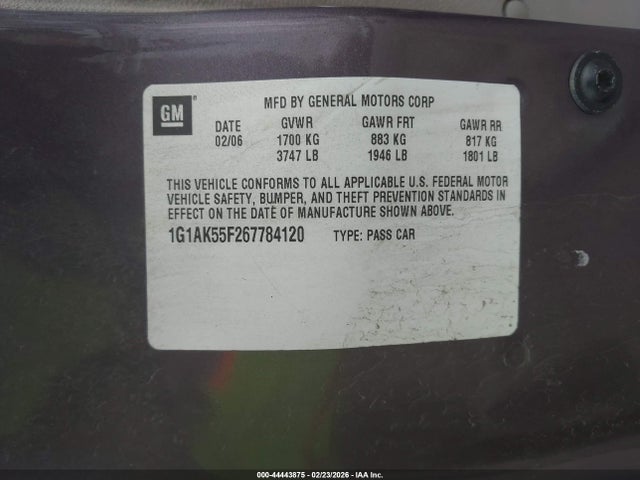 GM
MFD BY GENERAL MOTORS CORP
DATE GVWR GAWR FRT GAWR RR
02/06 1700 KG 883 KG 817 KG
3747 LB 1946 LB 1801 LB
THIS VEHICLE CONFORMS TO ALL APPLICABLE U.S. FEDERAL MOTOR
VEHICLE SAFETY, BUMPER, AND THEFT PREVENTION STANDARDS IN
EFFECT ON THE DATE OF MANUFACTURE SHOWN ABOVE.
1G1AK55F267784120 TYPE: PASS CAR
000-44443875 - 02/23/2026 - IAA Inc.